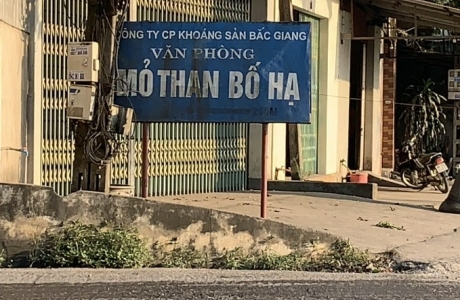 CÔNG TY CP KHOÁNG SẢN BẮC GIANG
VĂN PHÒNG
MỎ THAN BỐ HẠ